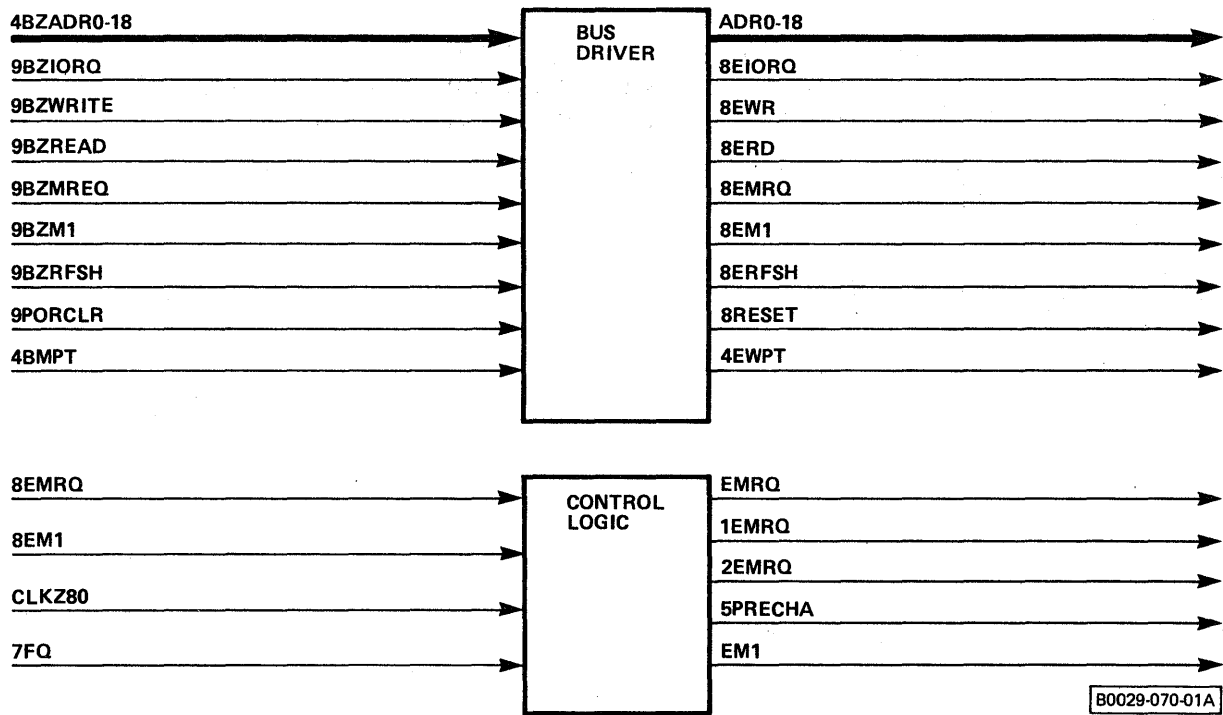 4BZADR0-18
BUS
DRIVER
ADR0-18
9BZIORQ
8EIORQ
9BZWRITE
8EWR
9BZREAD
8ERD
9BZMREQ
8EMRQ
9BZM1
8EM1
9BZRFSH
8ERFSH
9PORCLR
8RESET
4BMPT
4EWPT
8EMRQ
CONTROL
LOGIC
EMRQ
8EM1
1EMRQ
2EMRQ
CLKZ80
5PRECHA
7FQ
EM1
B0029-070-01A